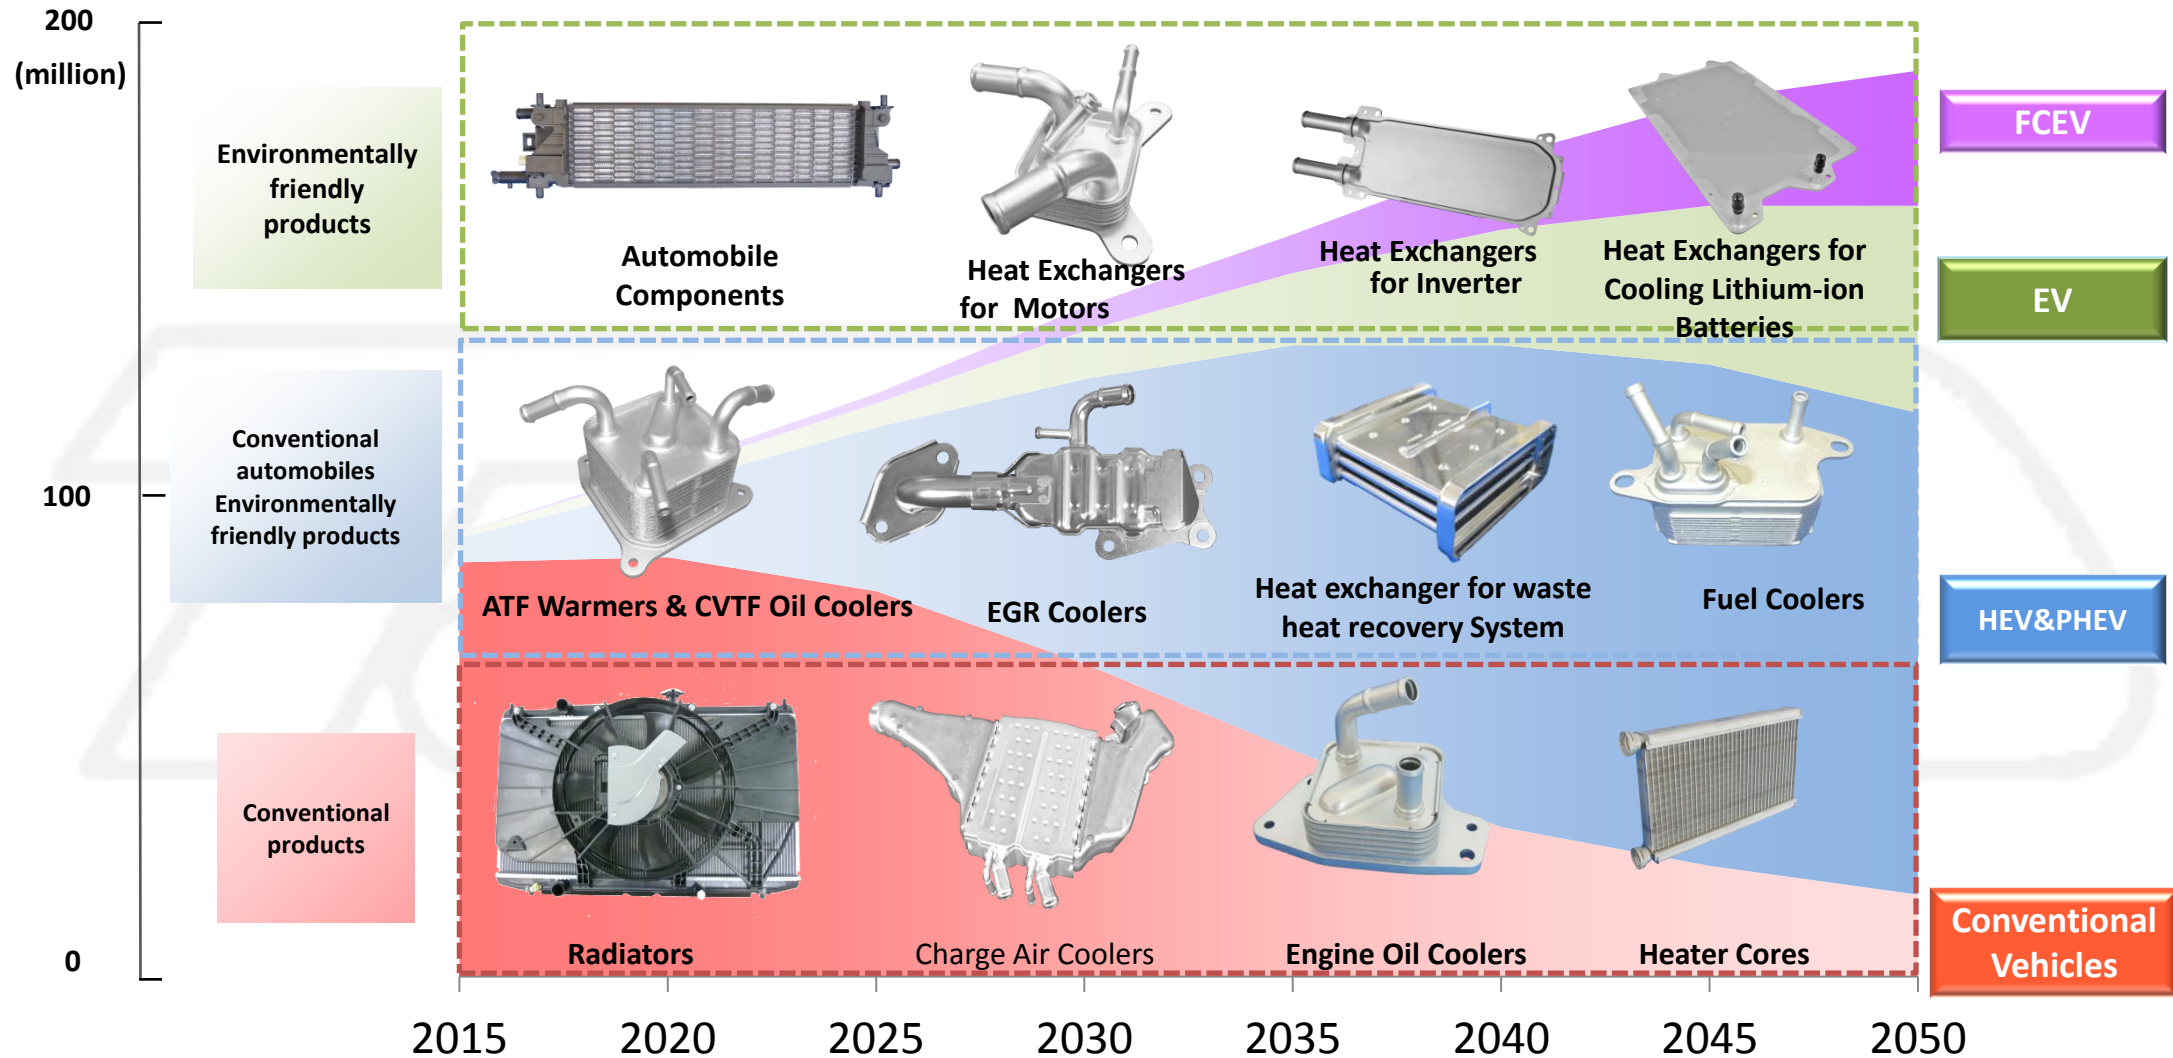 200
(million)
100
0
Environmentally
friendly
products
Conventional
automobiles
Environmentally
friendly products
Conventional
products
Automobile
Components
Heat Exchangers
for  Motors
Heat Exchangers
for Inverter
Heat Exchangers for
Cooling Lithium-ion
Batteries
ATF Warmers & CVTF Oil Coolers
EGR Coolers
Heat exchanger for waste
heat recovery System
Fuel Coolers
Radiators
Charge Air Coolers
Engine Oil Coolers
Heater Cores
FCEV
EV
HEV&PHEV
Conventional
Vehicles
2015
2020
2025
2030
2035
2040
2045
2050